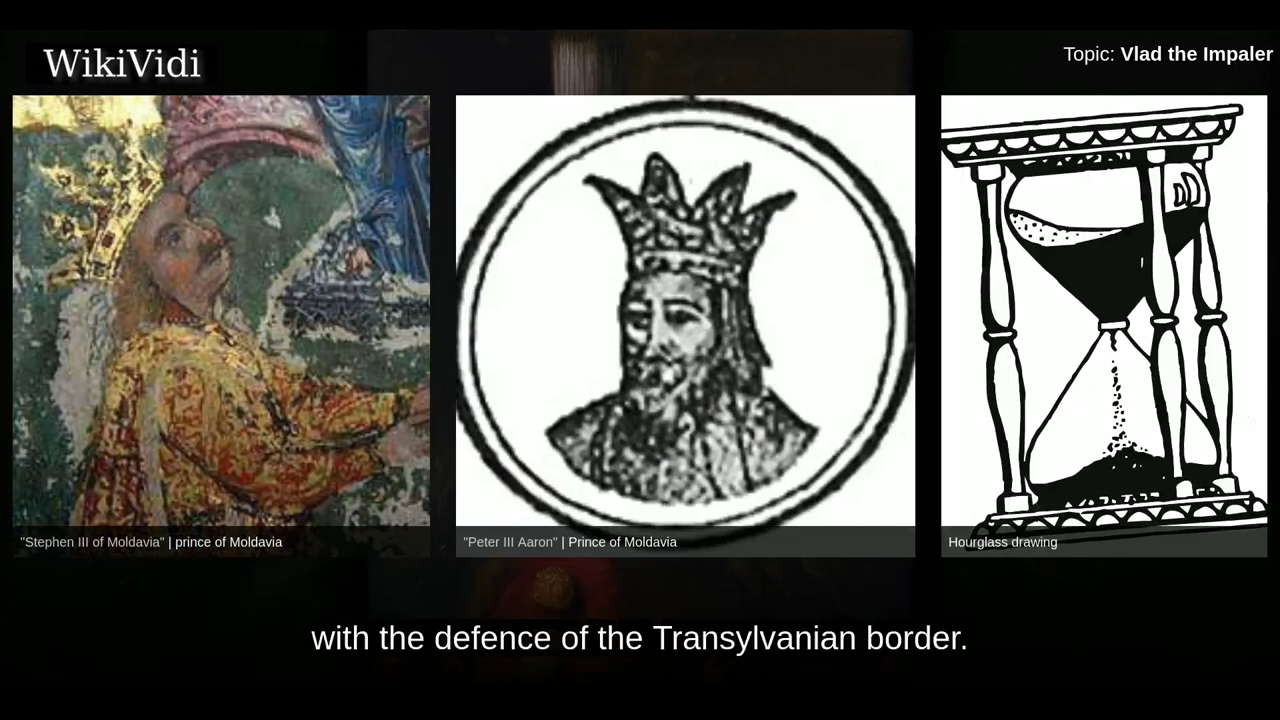 WikiVidi
Topic: Vlad the Impaler
"Stephen III of Moldavia" | prince of Moldavia
"Peter III Aaron" | Prince of Moldavia
Hourglass drawing
with the defence of the Transylvanian border.